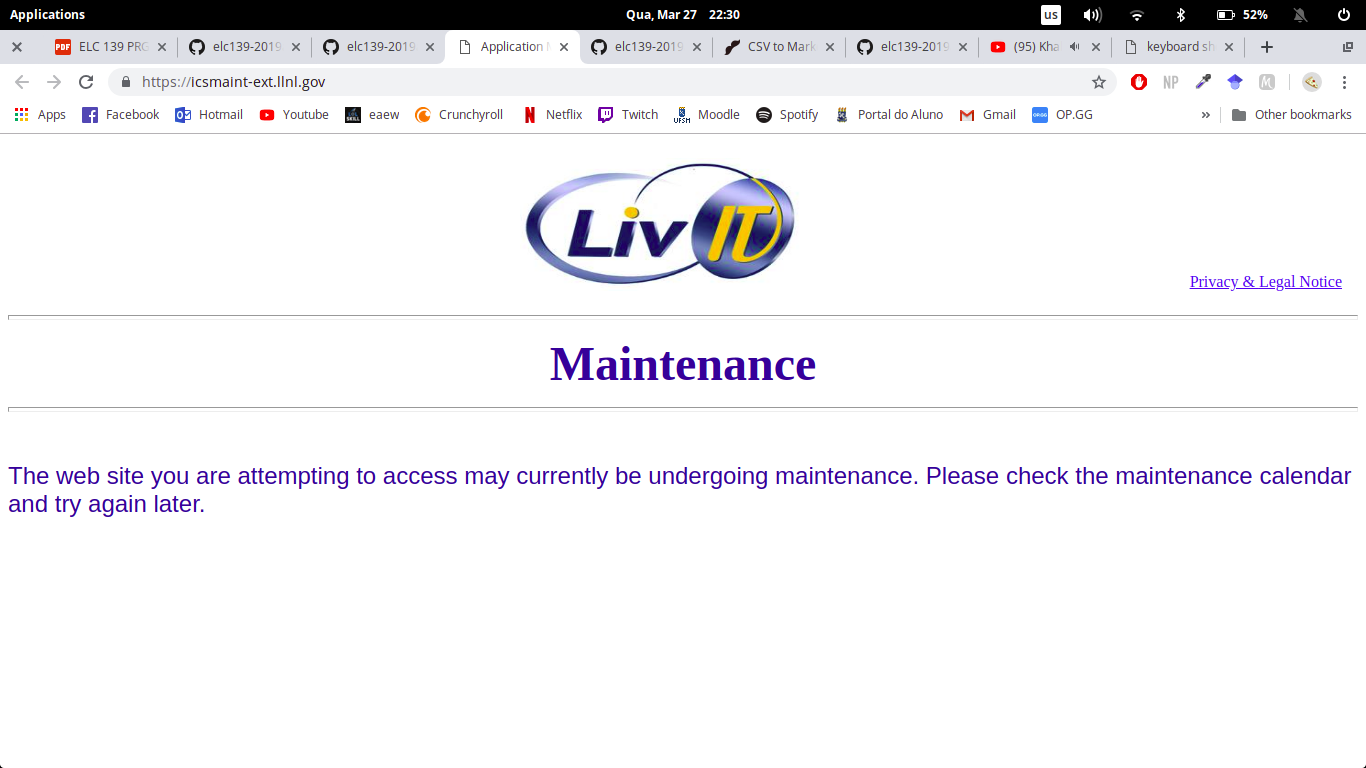 Applications
Qua, Mar 27 22:30
us
52%
ELC 139 PRG
elc139-2019
elc139-2019
Application M
elc139-2019
CSV to Mark
elc139-2019
(95) Kha
keyboard sh
https://icsmaint-ext.llnl.gov
NP
Apps
Facebook
Hotmail
Youtube
eaew
Crunchyroll
Netflix
Twitch
Moodle
Spotify
Portal do Aluno
Gmail
OP.GG
»
Other bookmarks
Liv IT
Privacy & Legal Notice
Maintenance
The web site you are attempting to access may currently be undergoing maintenance. Please check the maintenance calendar
and try again later.